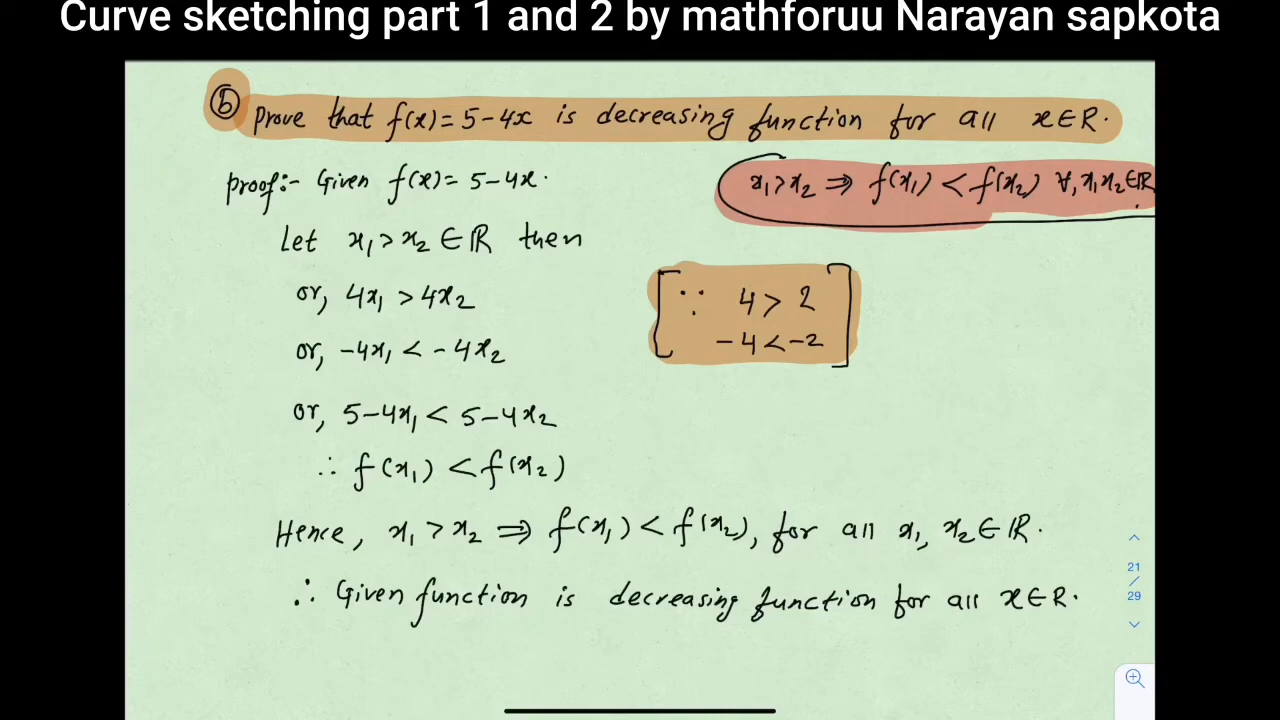 Curve sketching part 1 and 2 by mathforuu Narayan sapkota
ⓑ Prove that f(x) = 5-4x is decreasing function for all x∈R.
Proof:- Given f(x) = 5-4x.
x₁>x₂ ⇒ f(x₁) < f(x₂) ∀, x₁x₂∈R
Let x₁>x₂ ∈ R then
or, 4x₁ > 4x₂
[∵ 4 > 2
-4 < -2]
or, -4x₁ < -4x₂
or, 5-4x₁ < 5-4x₂
∴ f(x₁) < f(x₂)
Hence, x₁ > x₂ ⇒ f(x₁) < f(x₂), for all x₁, x₂∈R.
∴ Given function is decreasing function for all x∈R.
21
/
29